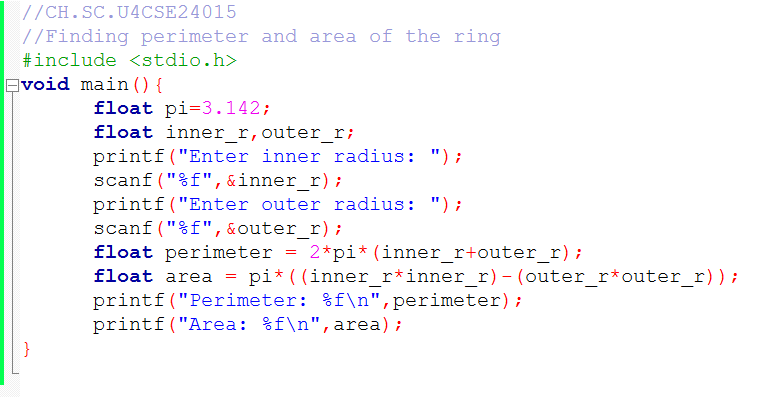 //CH.SC.U4CSE24015
//Finding perimeter and area of the ring
#include <stdio.h>
void main(){
float pi=3.142;
float inner_r,outer_r;
printf("Enter inner radius: ");
scanf("%f",&inner_r);
printf("Enter outer radius: ");
scanf("%f",&outer_r);
float perimeter = 2*pi*(inner_r+outer_r);
float area = pi*((inner_r*inner_r)-(outer_r*outer_r));
printf("Perimeter: %f\n",perimeter);
printf("Area: %f\n",area);
}